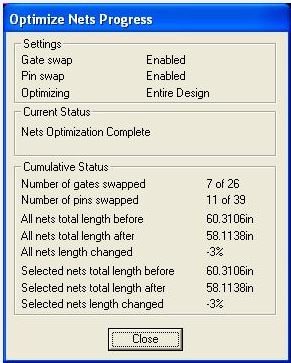 Optimize Nets Progress
Settings
Gate swap Enabled
Pin swap Enabled
Optimizing Entire Design
Current Status
Nets Optimization Complete
Cumulative Status
Number of gates swapped 7 of 26
Number of pins swapped 11 of 39
All nets total length before 60.3106in
All nets total length after 58.1138in
All nets length changed -3%
Selected nets total length before 60.3106in
Selected nets total length after 58.1138in
Selected nets length changed -3%
Close